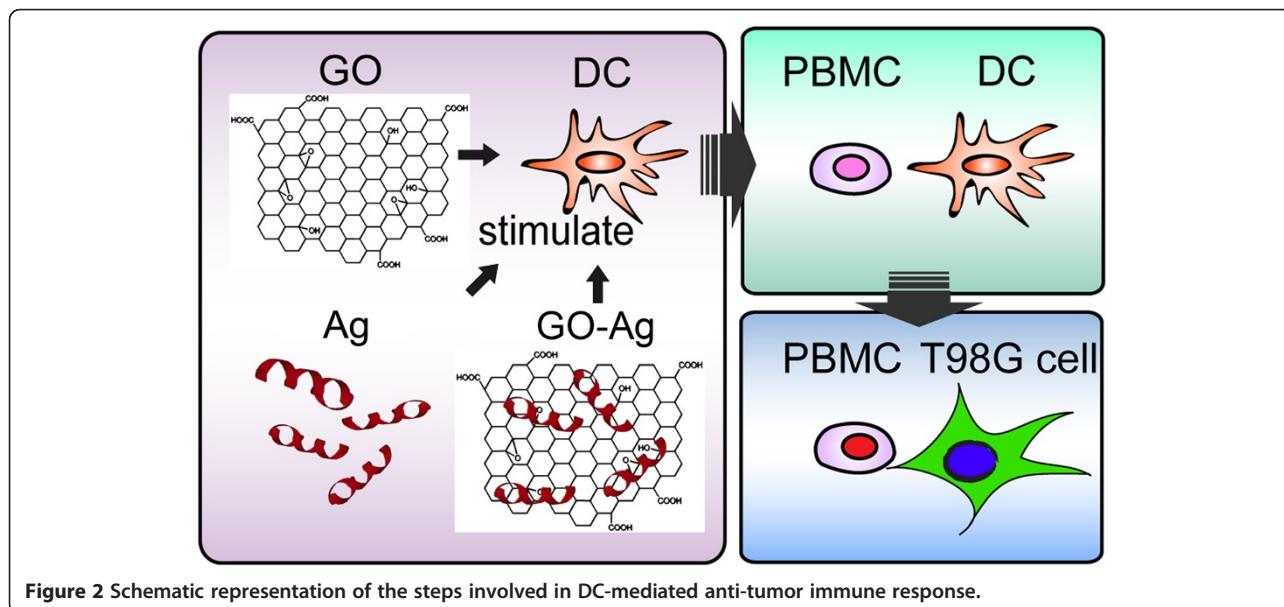 GO
DC
COOH
COOH
HOOC
OH
O
HO
O
O
OH
COOH
COOH
stimulate
Ag
GO-Ag
COOH
COOH
HOOC
OH
O
HO
O
O
O
COOH
COOH
PBMC DC
PBMC T98G cell
Figure 2 Schematic representation of the steps involved in DC-mediated anti-tumor immune response.